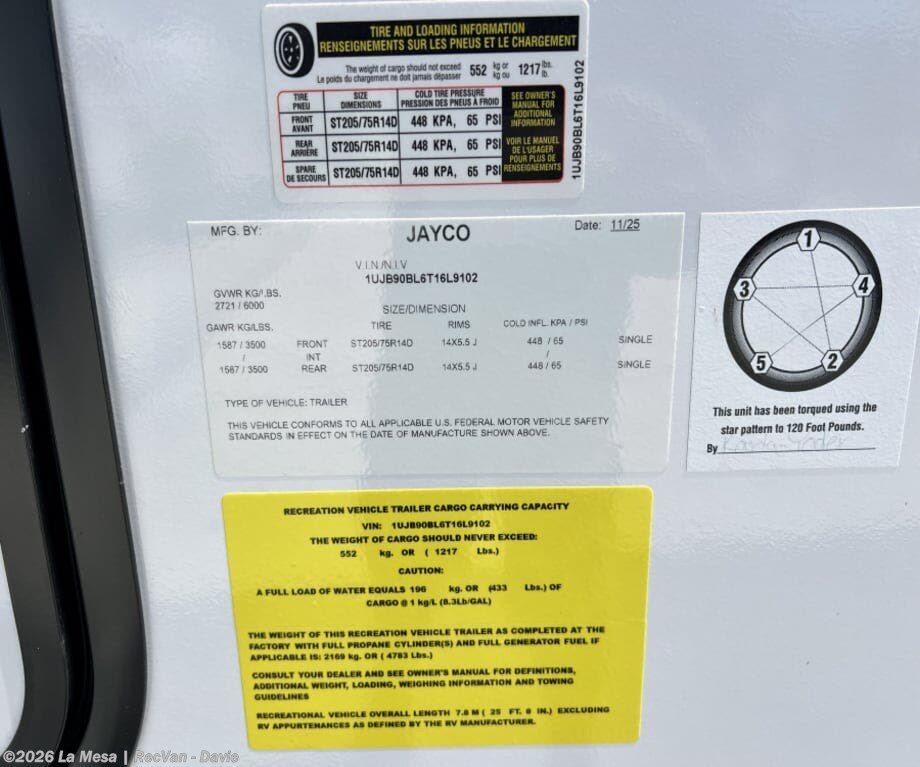 TIRE AND LOADING INFORMATION
RENSEIGNEMENTS SUR LES PNEUS ET LE CHARGEMENT
The weight of cargo should not exceed 552 kg or 1217 lbs.
Le poids du chargement ne doit jamais dépasser kg ou lb.
TIRE PNEU SIZE DIMENSIONS COLD TIRE PRESSURE PRESSION DES PNEUS A FROID
FRONT AVANT ST205/75R14D 448 KPA, 65 PSI
REAR ARRIÈRE ST205/75R14D 448 KPA, 65 PSI
SPARE DE SECOURS ST205/75R14D 448 KPA, 65 PSI
SEE OWNER'S
MANUAL FOR
ADDITIONAL
INFORMATION
VOIR LE MANUEL
DE L'USAGER
POUR PLUS DE
RENSEIGNEMENTS
1UJB90BL6T16L9102
MFG. BY: JAYCO Date: 11/25
V.I.N./N.I.V
1UJB90BL6T16L9102
GVWR KG/LBS.
2721 / 6000
SIZE/DIMENSION
GAWR KG/LBS. TIRE RIMS COLD INFL. KPA / PSI
1587 / 3500 FRONT ST205/75R14D 14X5.5 J 448 / 65 SINGLE
/ INT /
1587 / 3500 REAR ST205/75R14D 14X5.5 J 448 / 65 SINGLE
TYPE OF VEHICLE: TRAILER
THIS VEHICLE CONFORMS TO ALL APPLICABLE U.S. FEDERAL MOTOR VEHICLE SAFETY
STANDARDS IN EFFECT ON THE DATE OF MANUFACTURE SHOWN ABOVE.
1
3
4
5
2
This unit has been torqued using the
star pattern to 120 Foot Pounds.
By
RECREATION VEHICLE TRAILER CARGO CARRYING CAPACITY
VIN: 1UJB90BL6T16L9102
THE WEIGHT OF CARGO SHOULD NEVER EXCEED:
552 kg. OR ( 1217 Lbs.)
CAUTION:
A FULL LOAD OF WATER EQUALS 196 kg. OR (433 Lbs.) OF
CARGO @ 1 kg/L (8.3Lb/GAL)
THE WEIGHT OF THIS RECREATION VEHICLE TRAILER AS COMPLETED AT THE
FACTORY WITH FULL PROPANE CYLINDER(S) AND FULL GENERATOR FUEL IF
APPLICABLE IS: 2169 kg. OR ( 4783 Lbs.)
CONSULT YOUR DEALER AND SEE OWNER'S MANUAL FOR DEFINITIONS,
ADDITIONAL WEIGHT, LOADING, WEIGHING INFORMATION AND TOWING
GUIDELINES
RECREATIONAL VEHICLE OVERALL LENGTH 7.8 M ( 25 FT. 8 IN.) EXCLUDING
RV APPURTENANCES AS DEFINED BY THE RV MANUFACTURER.
©2026 La Mesa | RecVan - Davie